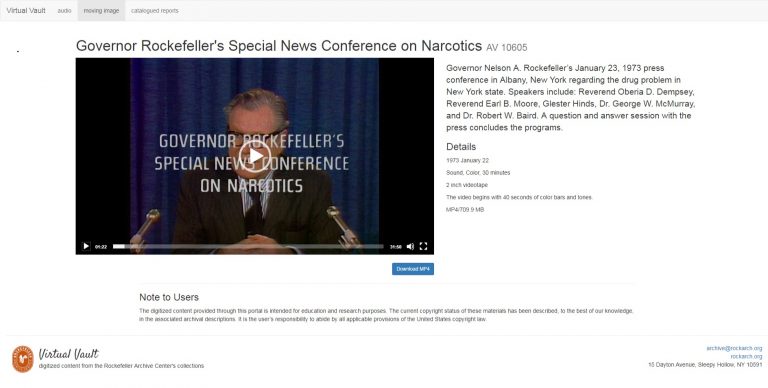 Virtual Vault audio moving image catalogued reports
Governor Rockefeller's Special News Conference on Narcotics AV 10605
GOVERNOR ROCKEFELLER'S
SPECIAL NEWS CONFERENCE
ON NARCOTICS
01:22 31:58
Download MP4
Governor Nelson A. Rockefeller's January 23, 1973 press
conference in Albany, New York regarding the drug problem in
New York state. Speakers include: Reverend Oberia D. Dempsey,
Reverend Earl B. Moore, Glester Hinds, Dr. George W. McMurray,
and Dr. Robert W. Baird. A question and answer session with the
press concludes the programs.
Details
1973 January 22
Sound, Color, 30 minutes
2 inch videotape
The video begins with 40 seconds of color bars and tones.
MP4/709.9 MB
Note to Users
The digitized content provided through this portal is intended for education and research purposes. The current copyright status of these materials has been described, to the best of our knowledge,
in the associated archival descriptions. It is the user's responsibility to abide by all applicable provisions of the United States copyright law.
Virtual Vault
digitized content from the Rockefeller Archive Center's collections
archive@rockarch.org
rockarch.org
15 Dayton Avenue, Sleepy Hollow, NY 10591